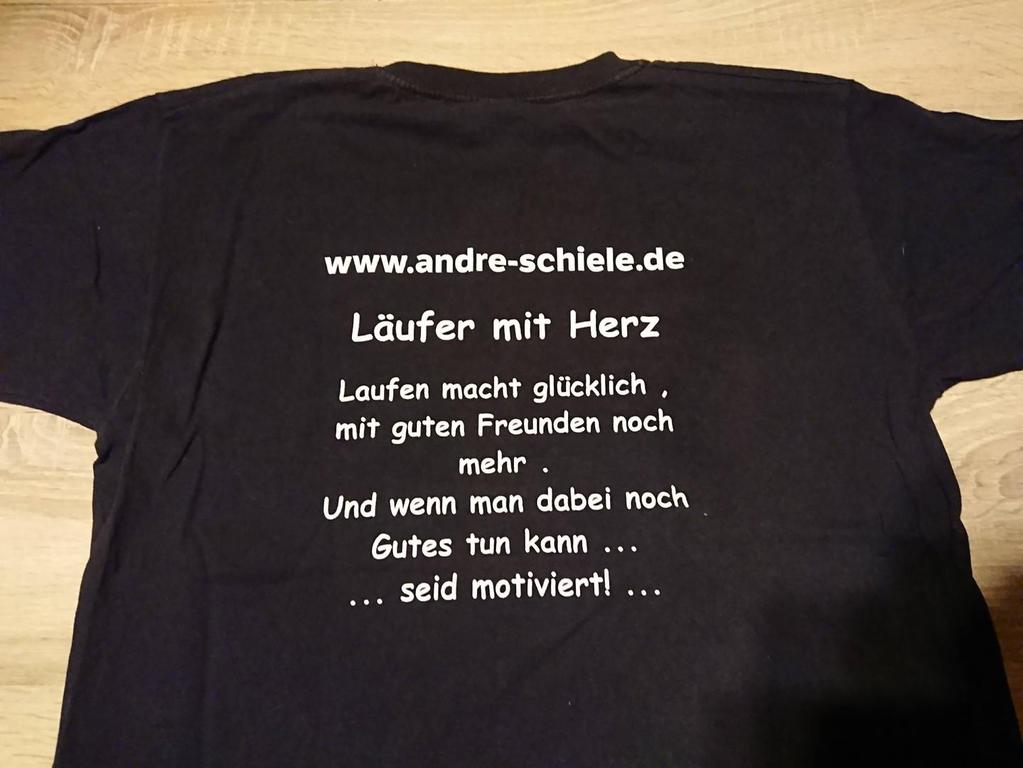 www.andre-schiele.de
Läufer mit Herz
Laufen macht glücklich ,
mit guten Freunden noch
mehr .
Und wenn man dabei noch
Gutes tun kann ...
... seid motiviert! ...